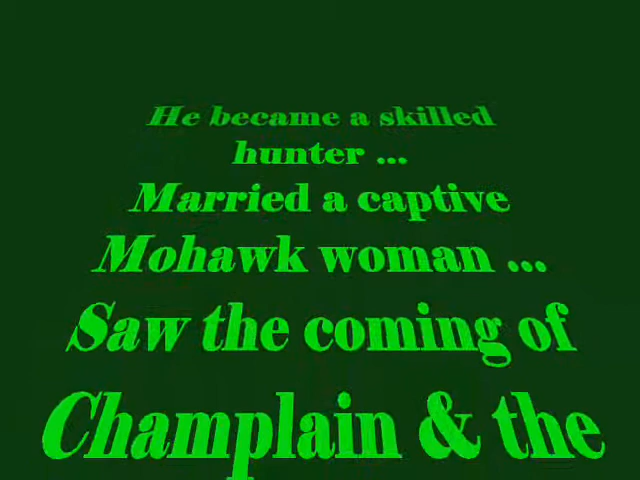 He became a skilled
hunter ...
Married a captive
Mohawk woman ...
Saw the coming of
Champlain & the